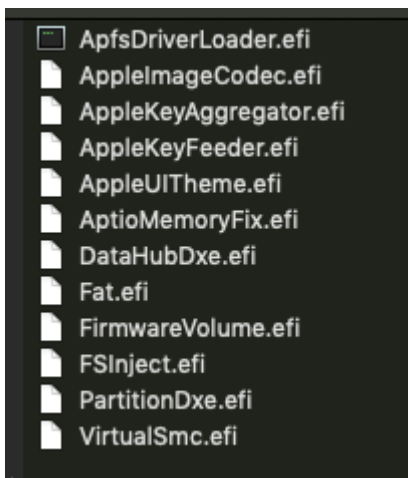 ApfsDriverLoader.efi
AppleImageCodec.efi
AppleKeyAggregator.efi
AppleKeyFeeder.efi
AppleUITheme.efi
AptioMemoryFix.efi
DataHubDxe.efi
Fat.efi
FirmwareVolume.efi
FSInject.efi
PartitionDxe.efi
VirtualSmc.efi